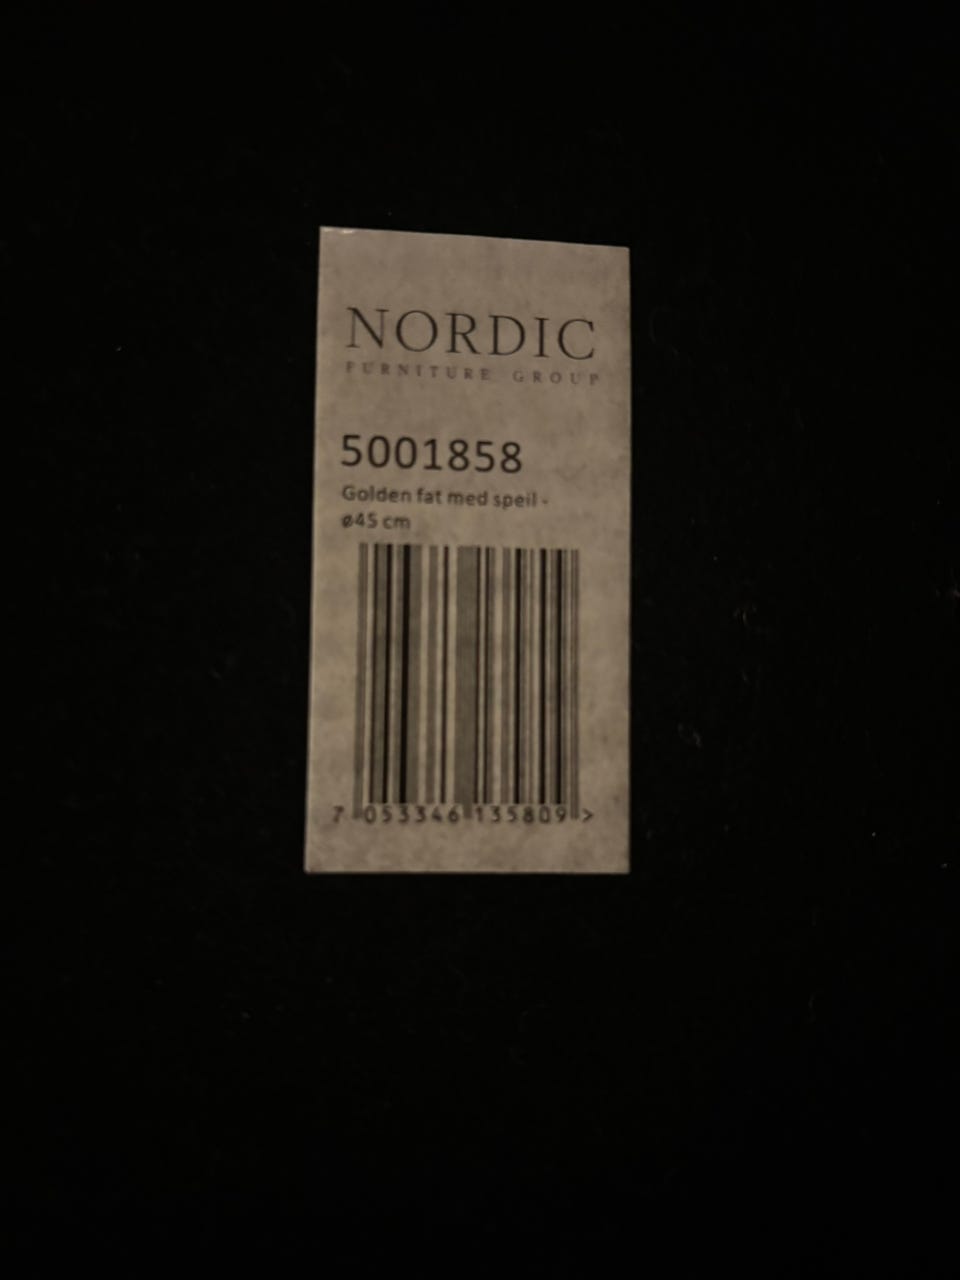 NORDIC
FURNITURE GROUP
5001858
Golden fat med speil -
ø45 cm
7 053346 135809 >